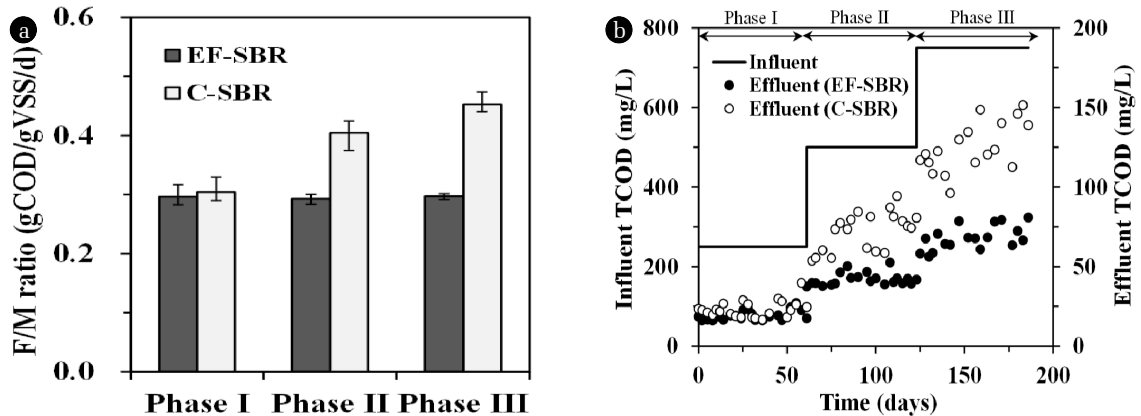 a
F/M ratio (gCOD/gVSS/d)
0.6
0.4
0.2
0.0
EF-SBR
C-SBR
Phase I Phase II Phase III
b
Phase I Phase II Phase III
Influent TCOD (mg/L)
800
600
400
200
0
Influent
Effluent (EF-SBR)
Effluent (C-SBR)
200
150
100
50
0
Effluent TCOD (mg/L)
0 50 100 150 200
Time (days)